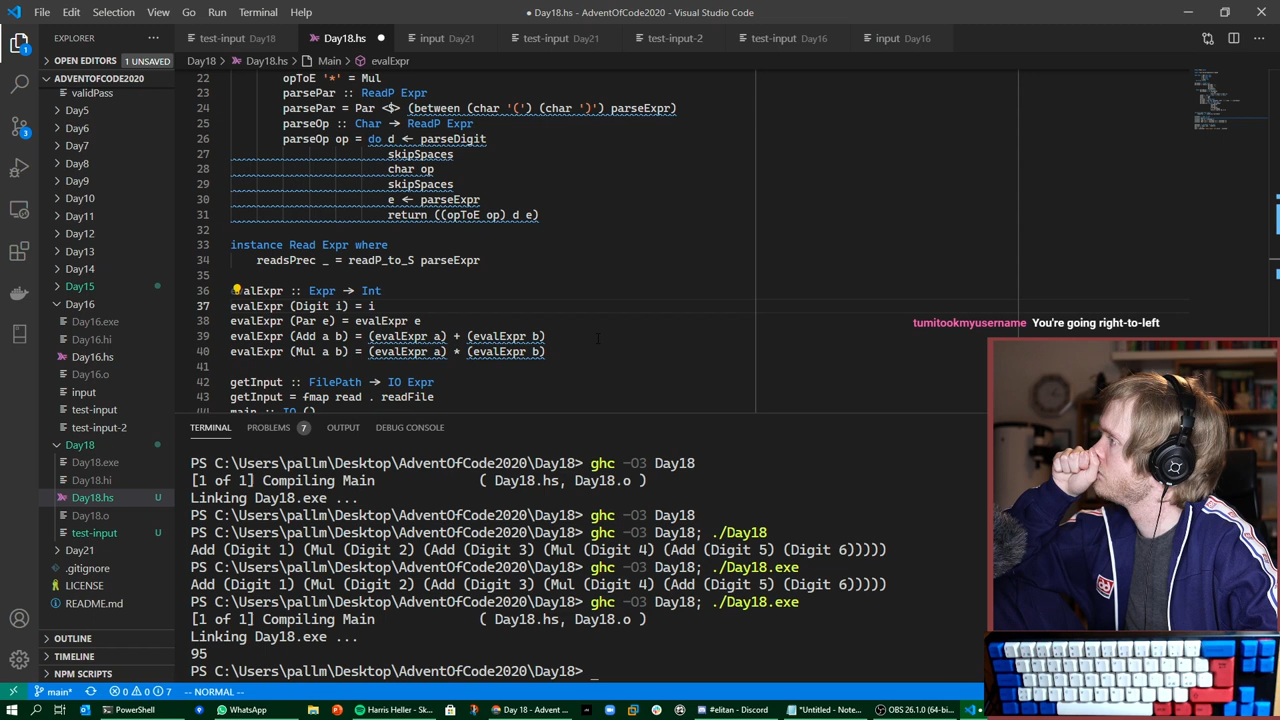 File Edit Selection View Go Run Terminal Help
● Day18.hs - AdventOfCode2020 - Visual Studio Code
EXPLORER
test-input Day18
Day18.hs
input Day21
test-input Day21
test-input-2
test-input Day16
input Day16
OPEN EDITORS 1 UNSAVED
Day18 > Day18.hs > Main > evalExpr
ADVENTOFCODE2020
validPass
Day5
Day6
Day7
Day8
Day9
Day10
Day11
Day12
Day13
Day14
Day15
Day16
Day16.exe
Day16.hi
Day16.hs
Day16.o
input
test-input
test-input-2
Day18
Day18.exe
Day18.hi
Day18.hs U
Day18.o
test-input U
Day21
.gitignore
LICENSE
README.md
OUTLINE
TIMELINE
NPM SCRIPTS
22 opToE '*' = Mul
23 parsePar :: ReadP Expr
24 parsePar = Par <$> (between (char '(') (char ')') parseExpr)
25 parseOp :: Char → ReadP Expr
26 parseOp op = do d ← parseDigit
27 skipSpaces
28 char op
29 skipSpaces
30 e ← parseExpr
31 return ((opToE op) d e)
32
33 instance Read Expr where
34 readsPrec _ = readP_to_S parseExpr
35
36 evalExpr :: Expr → Int
37 evalExpr (Digit i) = i
38 evalExpr (Par e) = evalExpr e
39 evalExpr (Add a b) = (evalExpr a) + (evalExpr b)
40 evalExpr (Mul a b) = (evalExpr a) * (evalExpr b)
41
42 getInput :: FilePath → IO Expr
43 getInput = fmap read . readFile
44 main :: IO ()
tumitookmyusername You're going right-to-left
TERMINAL PROBLEMS 7 OUTPUT DEBUG CONSOLE
PS C:\Users\pallm\Desktop\AdventOfCode2020\Day18> ghc -O3 Day18
[1 of 1] Compiling Main ( Day18.hs, Day18.o )
Linking Day18.exe ...
PS C:\Users\pallm\Desktop\AdventOfCode2020\Day18> ghc -O3 Day18
PS C:\Users\pallm\Desktop\AdventOfCode2020\Day18> ghc -O3 Day18; ./Day18
Add (Digit 1) (Mul (Digit 2) (Add (Digit 3) (Mul (Digit 4) (Add (Digit 5) (Digit 6)))))
PS C:\Users\pallm\Desktop\AdventOfCode2020\Day18> ghc -O3 Day18; ./Day18.exe
Add (Digit 1) (Mul (Digit 2) (Add (Digit 3) (Mul (Digit 4) (Add (Digit 5) (Digit 6)))))
PS C:\Users\pallm\Desktop\AdventOfCode2020\Day18> ghc -O3 Day18; ./Day18.exe
[1 of 1] Compiling Main ( Day18.hs, Day18.o )
Linking Day18.exe ...
95
PS C:\Users\pallm\Desktop\AdventOfCode2020\Day18> _
main* 0 0 7 -- NORMAL --
PowerShell
WhatsApp
Harris Heller - Sk...
Day 18 - Advent ...
#elitan - Discord
*Untitled - Note...
OBS 26.1.0 (64-bi...